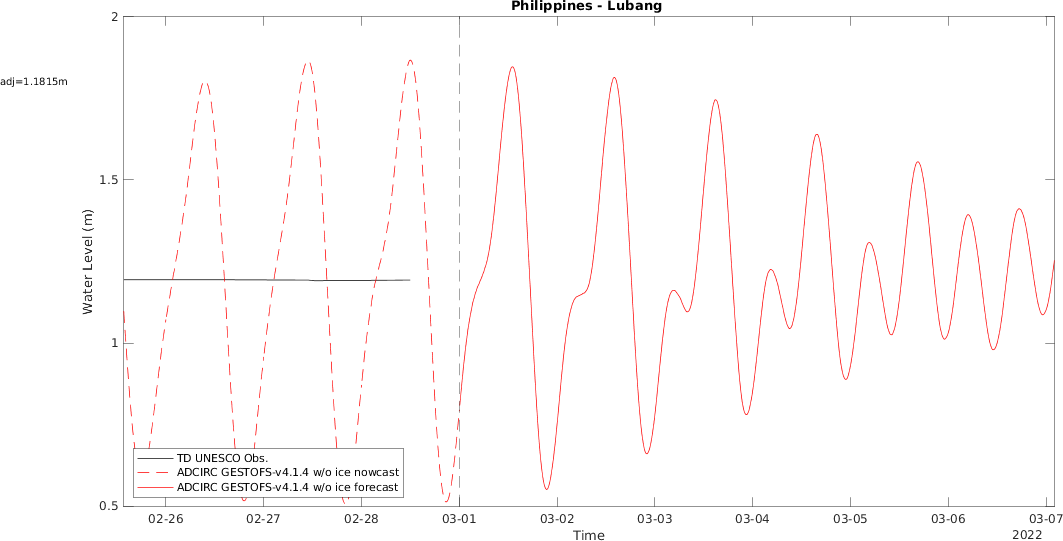 Philippines - Lubang
adj=1.1815m
2
1.5
1
0.5
Water Level (m)
TD UNESCO Obs.
ADCIRC GESTOFS-v4.1.4 w/o ice nowcast
ADCIRC GESTOFS-v4.1.4 w/o ice forecast
02-26 02-27 02-28 03-01 03-02 03-03 03-04 03-05 03-06 03-07
Time
2022